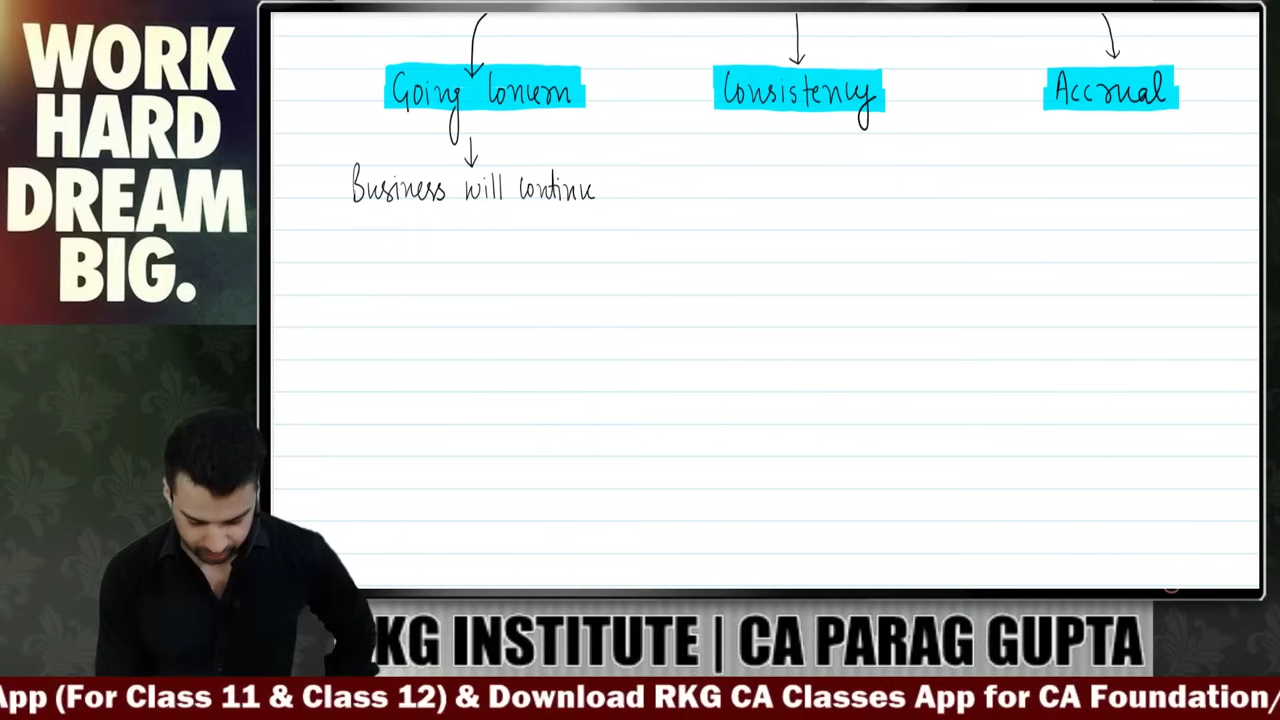 WORK
HARD
DREAM
BIG.
Going Concern
Consistency
Accrual
Business will continue
KG INSTITUTE | CA PARAG GUPTA
App (For Class 11 & Class 12) & Download RKG CA Classes App for CA Foundation/